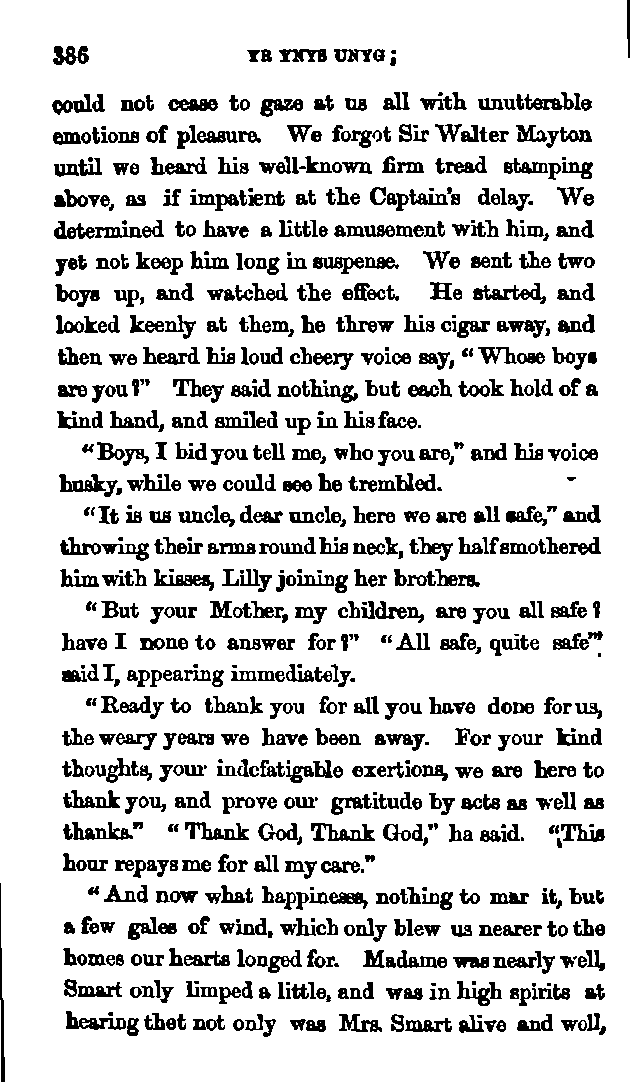 386 YR YNYS UNYG;
could not cease to gaze at us all with unutterable
emotions of pleasure. We forgot Sir Walter Mayton
until we heard his well-known firm tread stamping
above, as if impatient at the Captain's delay. We
determined to have a little amusement with him, and
yet not keep him long in suspense. We sent the two
boys up, and watched the effect. He started, and
looked keenly at them, he threw his cigar away, and
then we heard his loud cheery voice say, "Whose boys
are you?" They said nothing, but each took hold of a
kind hand, and smiled up in his face.
"Boys, I bid you tell me, who you are," and his voice
husky, while we could see he trembled.
"It is us uncle, dear uncle, here we are all safe," and
throwing their arms round his neck, they half smothered
him with kisses, Lilly joining her brothers.
"But your Mother, my children, are you all safe?
have I none to answer for?" "All safe, quite safe"!
said I, appearing immediately.
"Ready to thank you for all you have done for us,
the weary years we have been away. For your kind
thoughts, your indefatigable exertions, we are here to
thank you, and prove our gratitude by acts as well as
thanks." "Thank God, Thank God," ha said. "This
hour repays me for all my care."
"And now what happiness, nothing to mar it, but
a few gales of wind, which only blew us nearer to the
homes our hearts longed for. Madame was nearly well,
Smart only limped a little, and was in high spirits at
hearing thet not only was Mrs. Smart alive and well,